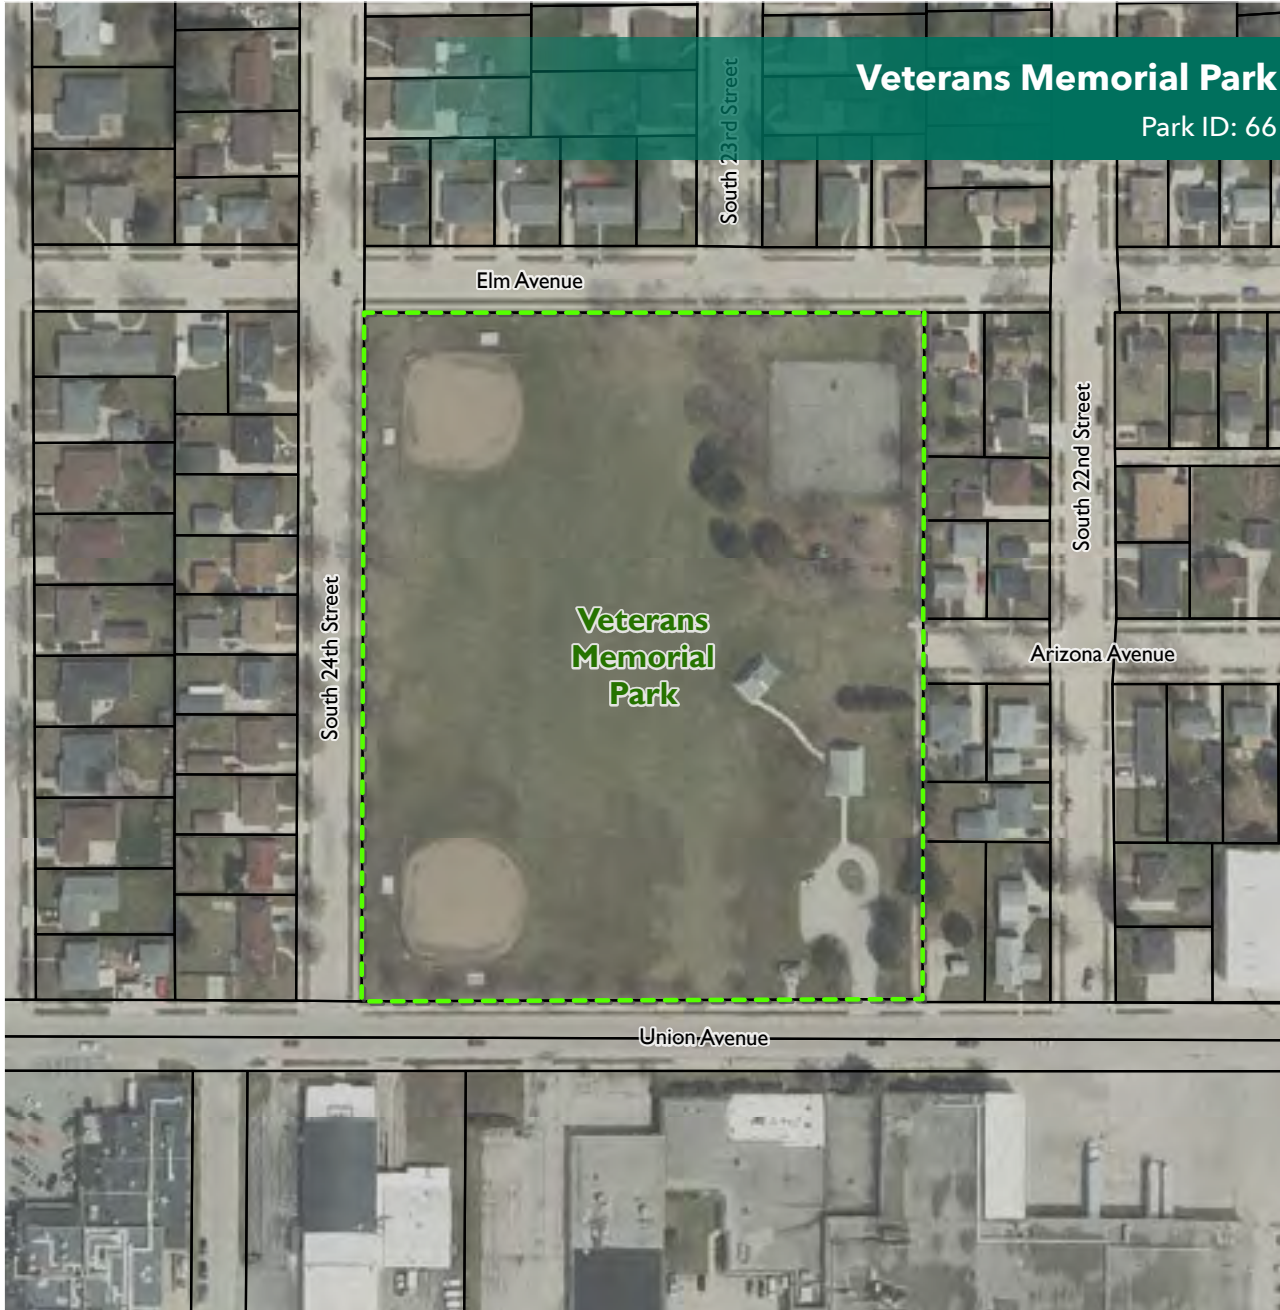 Veterans Memorial Park
Park ID: 66
South 23rd Street
Elm Avenue
South 22nd Street
South 24th Street
Veterans
Memorial
Park
Arizona Avenue
Union Avenue